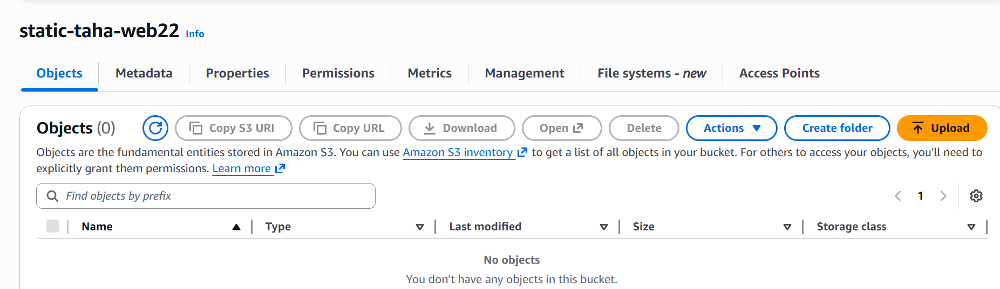 static-taha-web22 Info
Objects Metadata Properties Permissions Metrics Management File systems - new Access Points
Objects (0) Copy S3 URI Copy URL Download Open Delete Actions Create folder Upload
Objects are the fundamental entities stored in Amazon S3. You can use Amazon S3 inventory to get a list of all objects in your bucket. For others to access your objects, you'll need to
explicitly grant them permissions. Learn more
Find objects by prefix 1
Name Type Last modified Size Storage class
No objects
You don't have any objects in this bucket.